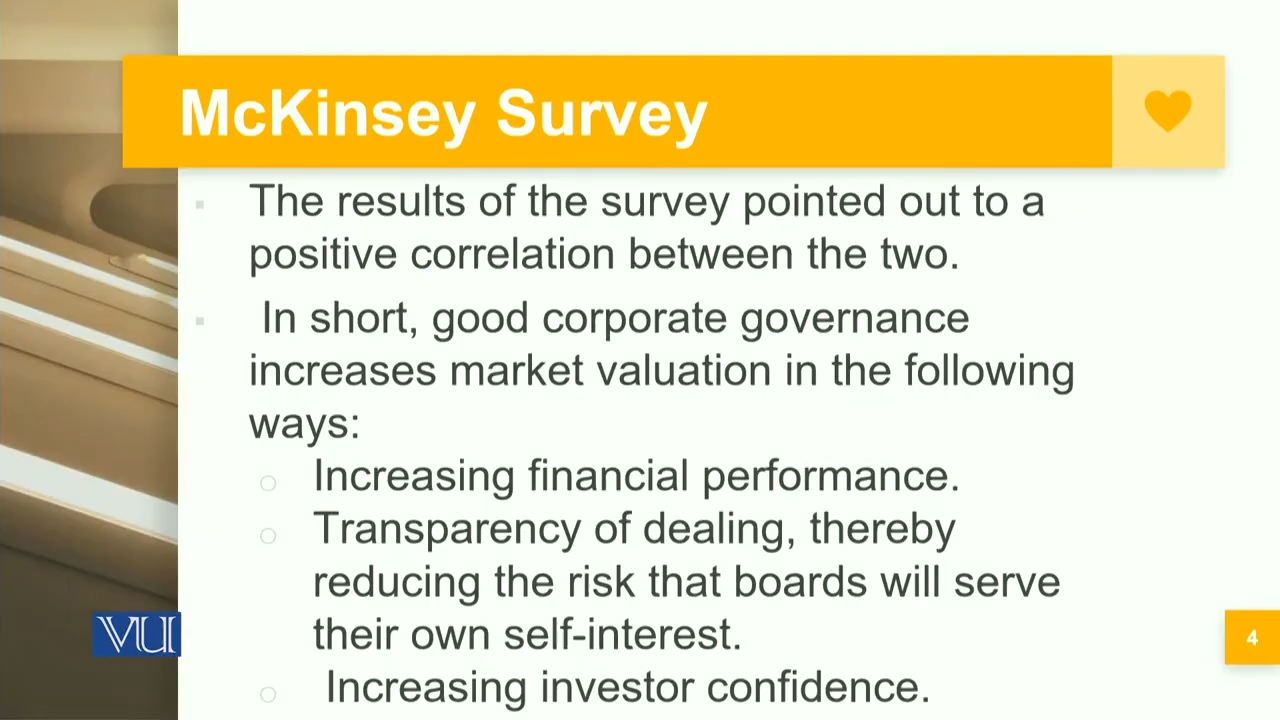 McKinsey Survey
The results of the survey pointed out to a
positive correlation between the two.
In short, good corporate governance
increases market valuation in the following
ways:
Increasing financial performance.
Transparency of dealing, thereby
reducing the risk that boards will serve
their own self-interest.
Increasing investor confidence.
VU
4